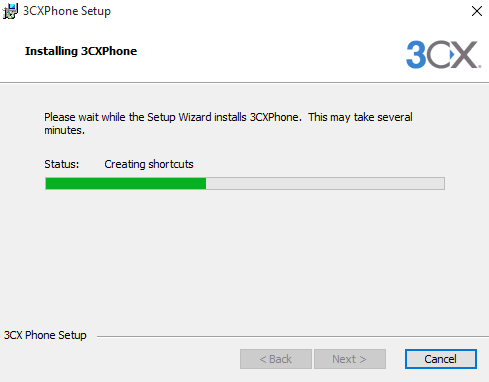 3CXPhone Setup
Installing 3CXPhone
3CX
Please wait while the Setup Wizard installs 3CXPhone. This may take several
minutes.
Status: Creating shortcuts
3CX Phone Setup
< Back Next > Cancel